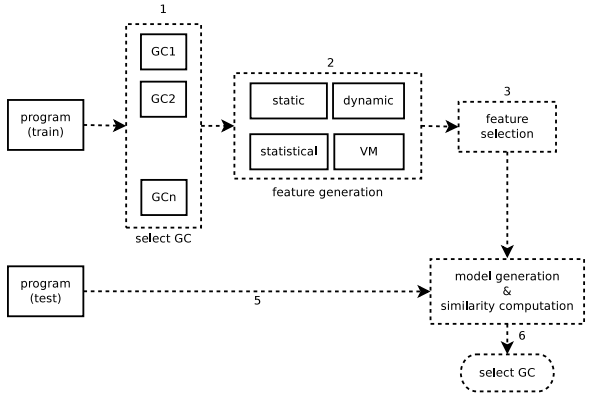 1
GC1
GC2
GCn
select GC
program
(train)
2
static
dynamic
statistical
VM
feature generation
3
feature
selection
program
(test)
5
model generation
&
similarity computation
6
select GC